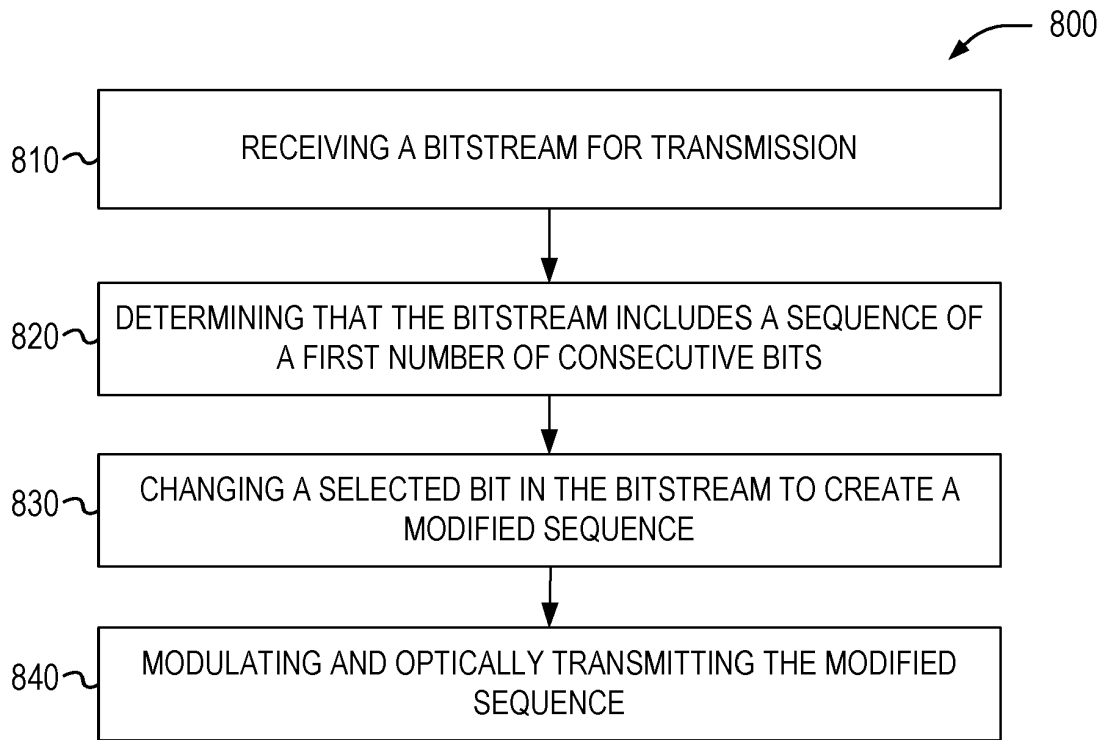 800
810
RECEIVING A BITSTREAM FOR TRANSMISSION
820
DETERMINING THAT THE BITSTREAM INCLUDES A SEQUENCE OF
A FIRST NUMBER OF CONSECUTIVE BITS
830
CHANGING A SELECTED BIT IN THE BITSTREAM TO CREATE A
MODIFIED SEQUENCE
840
MODULATING AND OPTICALLY TRANSMITTING THE MODIFIED
SEQUENCE